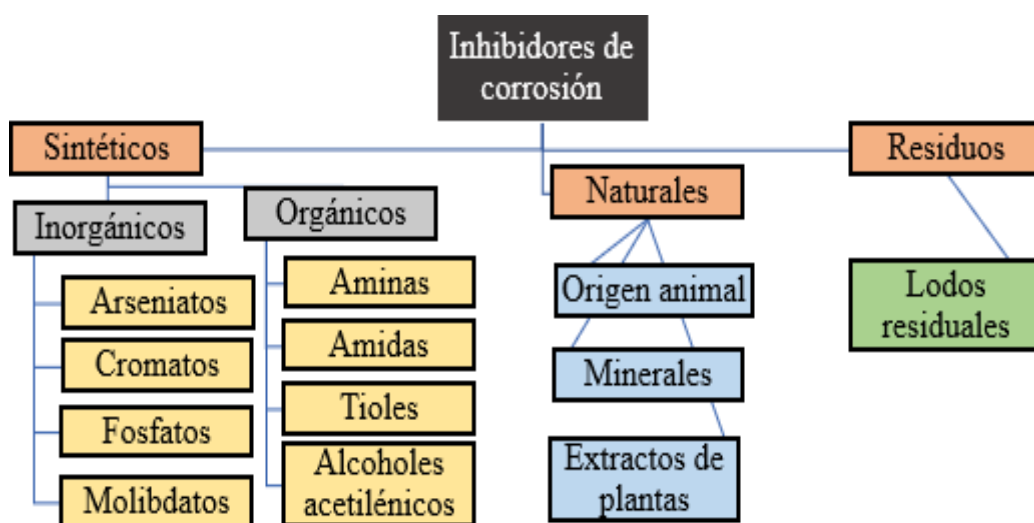 Inhibidores de
corrosión
Sintéticos
Residuos
Naturales
Inorgánicos
Orgánicos
Arseniatos
Cromatos
Fosfatos
Molibdatos
Aminas
Amidas
Tioles
Alcoholes
acetilénicos
Origen animal
Minerales
Extractos de
plantas
Lodos
residuales